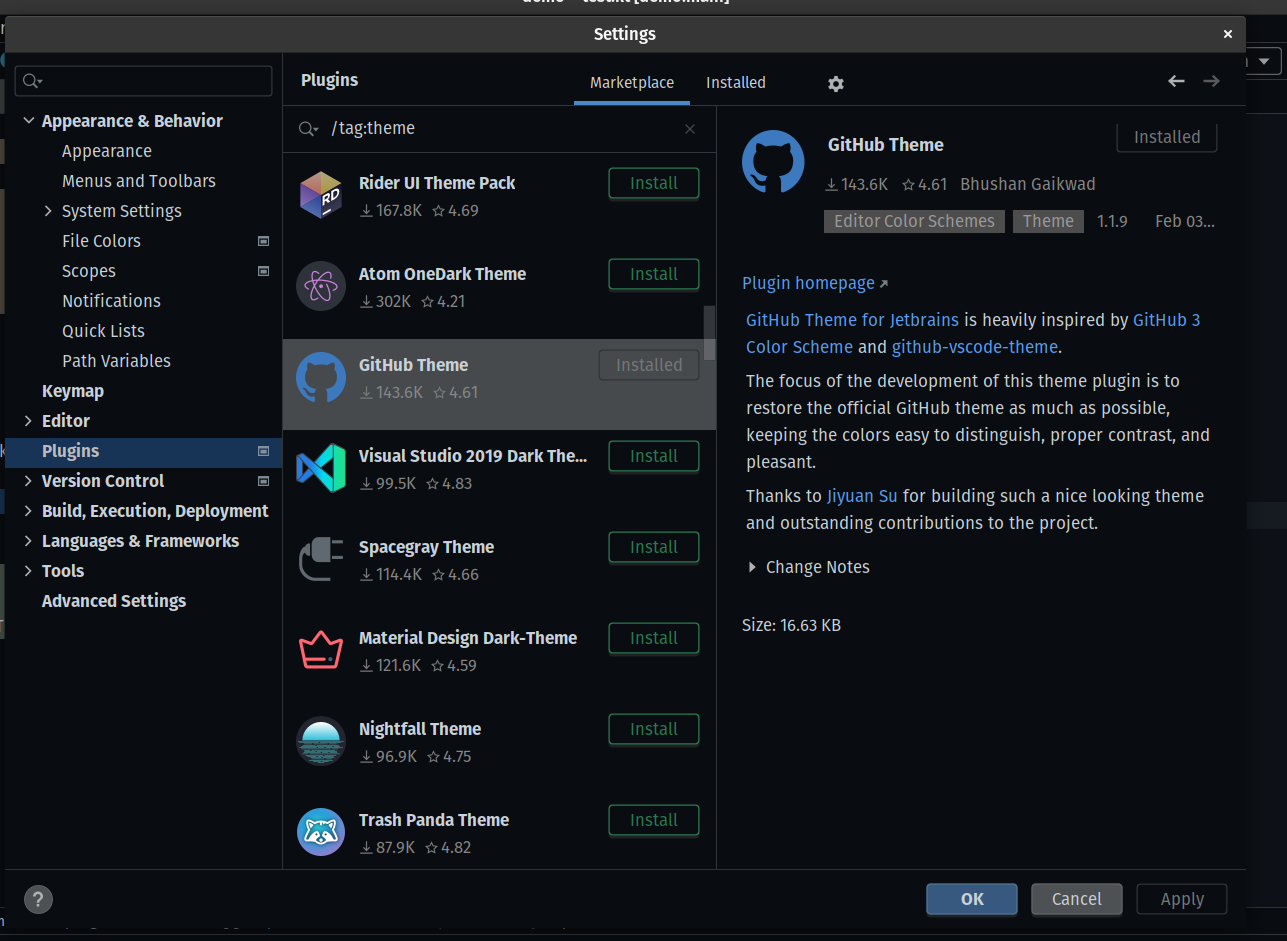 Settings
Plugins
Marketplace
Installed
Appearance & Behavior
Appearance
Menus and Toolbars
System Settings
File Colors
Scopes
Notifications
Quick Lists
Path Variables
Keymap
Editor
Plugins
Version Control
Build, Execution, Deployment
Languages & Frameworks
Tools
Advanced Settings
/tag:theme
Rider UI Theme Pack
Install
167.8K 4.69
RD
Atom OneDark Theme
Install
302K 4.21
GitHub Theme
Installed
143.6K 4.61
Visual Studio 2019 Dark The...
Install
99.5K 4.83
Spacegray Theme
Install
114.4K 4.66
Material Design Dark-Theme
Install
121.6K 4.59
Nightfall Theme
Install
96.9K 4.75
Trash Panda Theme
Install
87.9K 4.82
GitHub Theme
Installed
143.6K 4.61 Bhushan Gaikwad
Editor Color Schemes Theme 1.1.9 Feb 03...
Plugin homepage
GitHub Theme for Jetbrains is heavily inspired by GitHub 3
Color Scheme and github-vscode-theme.
The focus of the development of this theme plugin is to
restore the official GitHub theme as much as possible,
keeping the colors easy to distinguish, proper contrast, and
pleasant.
Thanks to Jiyuan Su for building such a nice looking theme
and outstanding contributions to the project.
Change Notes
Size: 16.63 KB
?
OK
Cancel
Apply